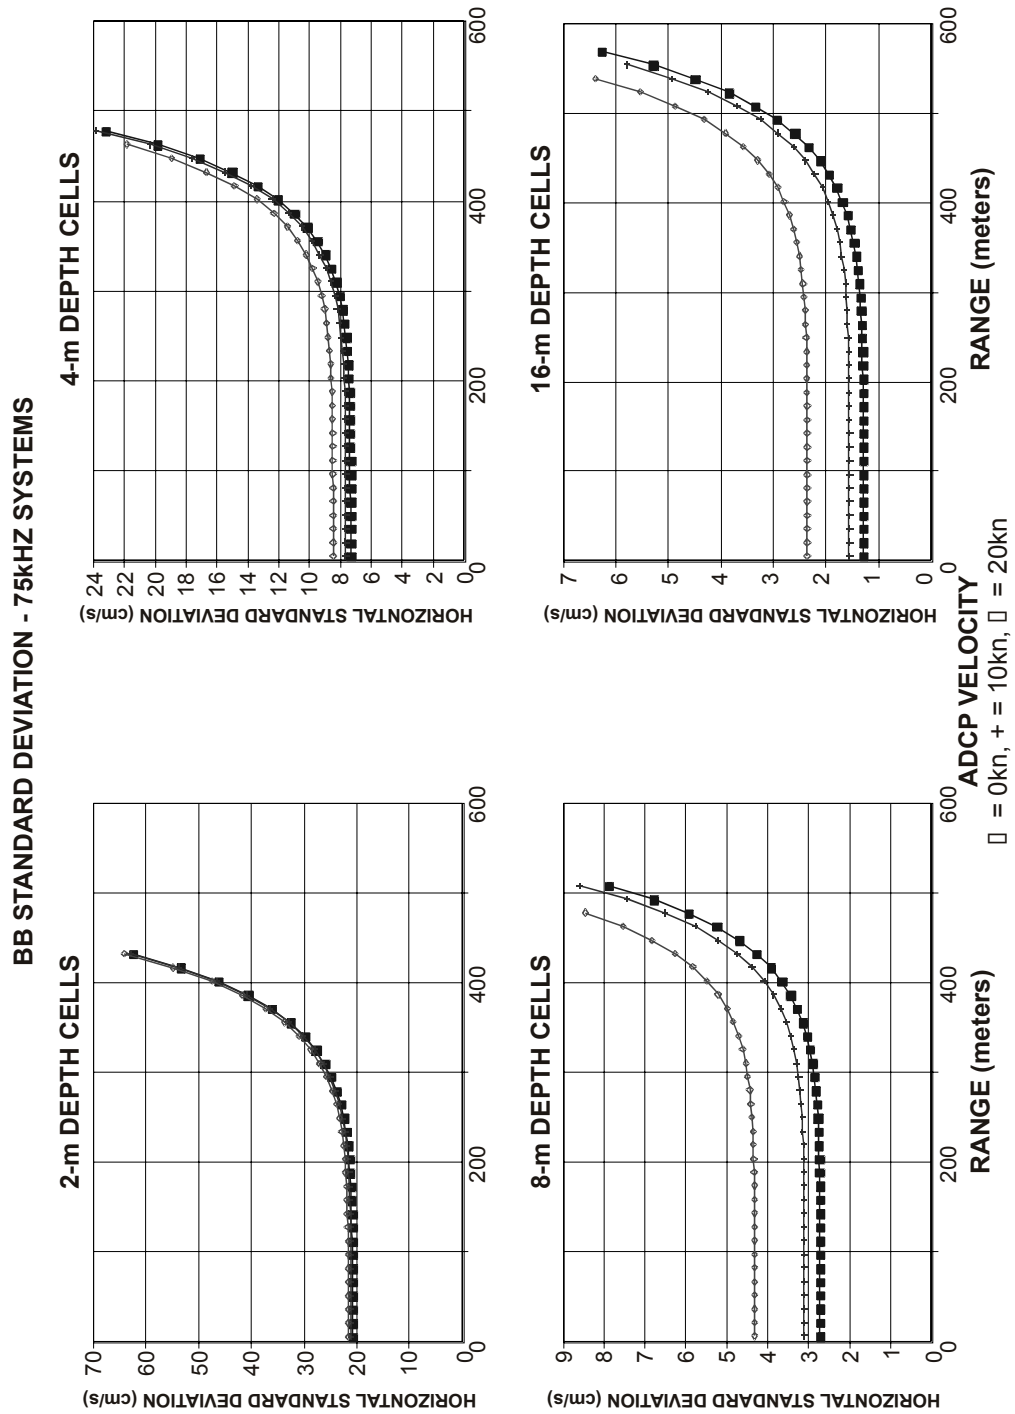 BB STANDARD DEVIATION - 75kHZ SYSTEMS
2-m DEPTH CELLS
HORIZONTAL STANDARD DEVIATION (cm/s)
70
60
50
40
30
20
10
0
0 200 400 600
4-m DEPTH CELLS
HORIZONTAL STANDARD DEVIATION (cm/s)
24
22
20
18
16
14
12
10
8
6
4
2
0
0 200 400 600
8-m DEPTH CELLS
HORIZONTAL STANDARD DEVIATION (cm/s)
9
8
7
6
5
4
3
2
1
0
0 200 400 600
RANGE (meters)
16-m DEPTH CELLS
HORIZONTAL STANDARD DEVIATION (cm/s)
7
6
5
4
3
2
1
0
0 200 400 600
RANGE (meters)
ADCP VELOCITY
▯ = 0kn, + = 10kn, ▯ = 20kn